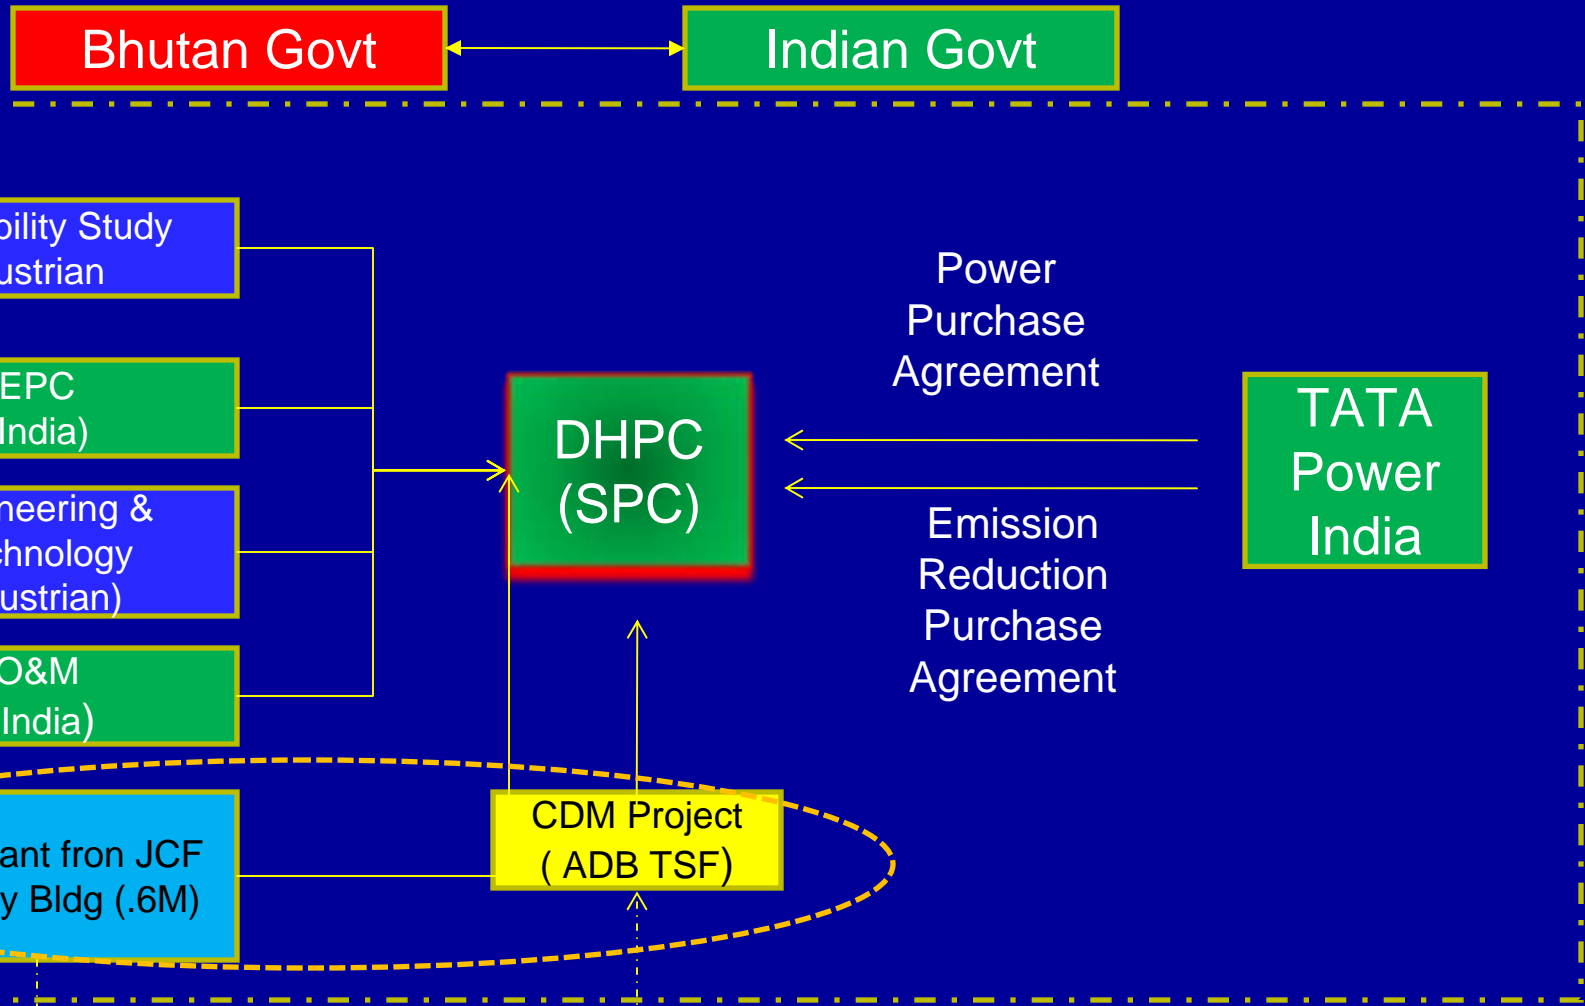 Bhutan Govt
Indian Govt
bility Study
ustrian
EPC
India)
neering &
chnology
ustrian)
O&M
India)
ant fron JCF
y Bldg (.6M)
DHPC
(SPC)
CDM Project
( ADB TSF)
Power
Purchase
Agreement
Emission
Reduction
Purchase
Agreement
TATA
Power
India